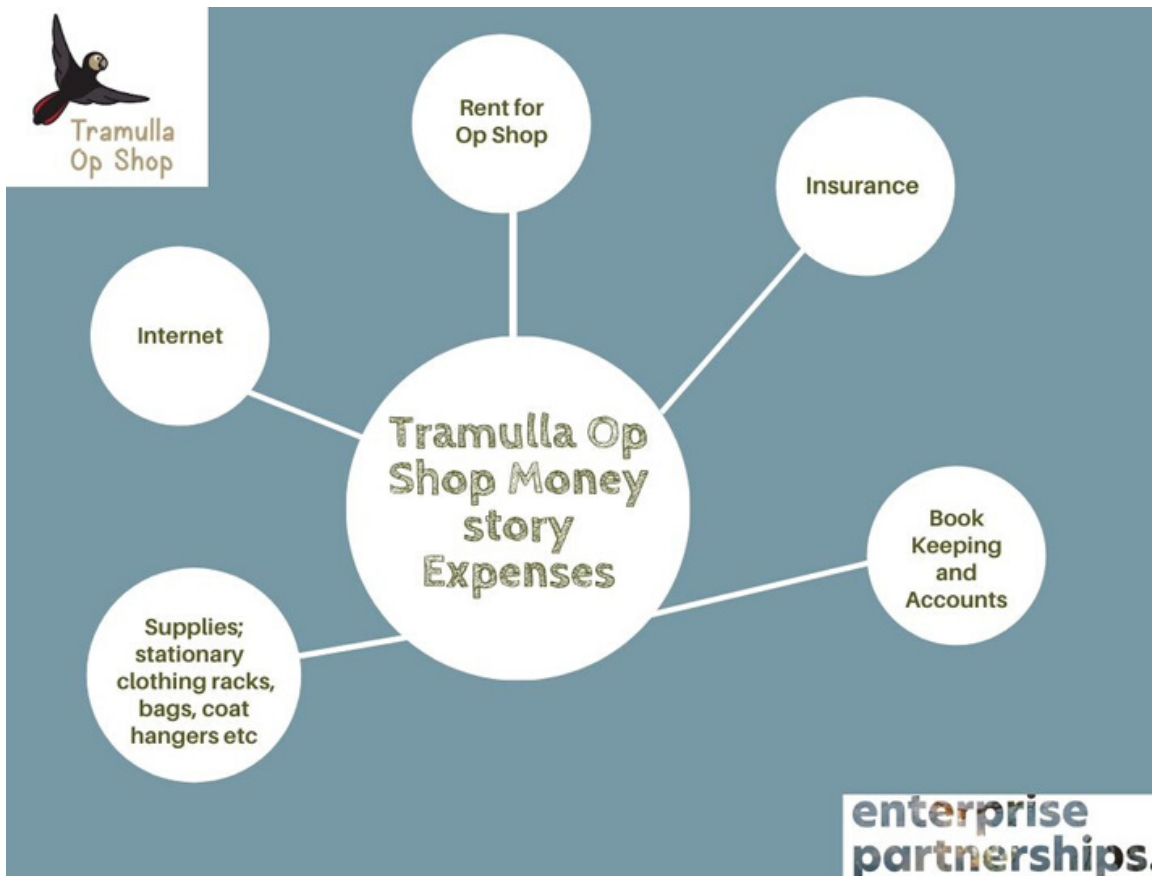 Tramulla
Op Shop
Rent for
Op Shop
Insurance
Internet
Tramulla Op
Shop Money
story
Expenses
Book
Keeping
and
Accounts
Supplies;
stationary
clothing racks,
bags, coat
hangers etc
enterprise
partnerships.